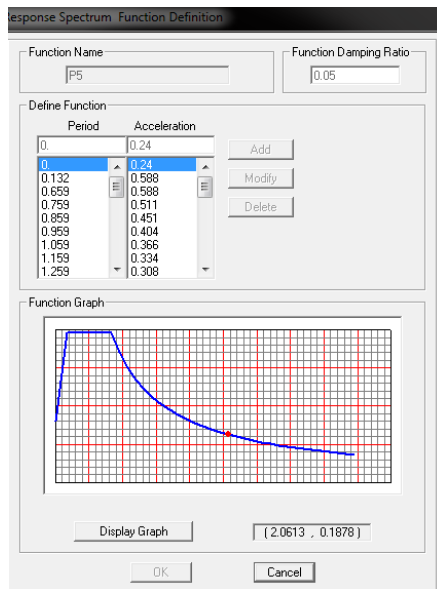 Response Spectrum Function Definition
Function Name
Function Damping Ratio
P5
0.05
Define Function
Period Acceleration
0. 0.24
Add
0. 0.24
0.132 0.588
Modify
0.659 0.588
0.759 0.511
Delete
0.859 0.451
0.959 0.404
1.059 0.366
1.159 0.334
1.259 0.308
Function Graph
Display Graph
( 2.0613 , 0.1878 )
OK
Cancel